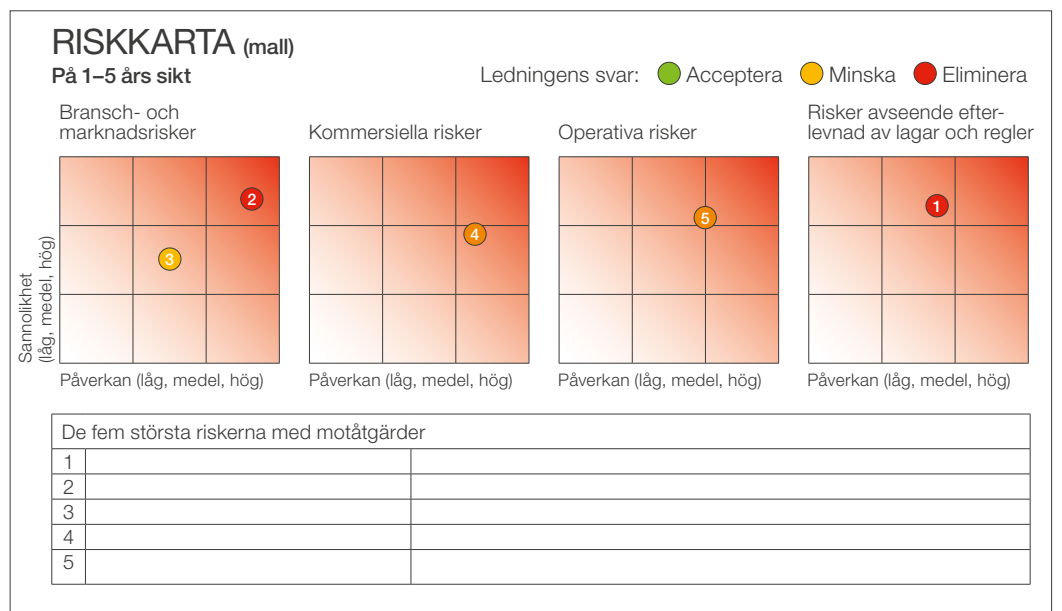 RISKKARTA (mall)
På 1–5 års sikt
Ledningens svar: Acceptera Minska Eliminera
Bransch- och
marknadsrisker
Kommersiella risker
Operativa risker
Risker avseende efter-
levnad av lagar och regler
2
3
4
5
1
Sannolikhet
(låg, medel, hög)
Påverkan (låg, medel, hög)
Påverkan (låg, medel, hög)
Påverkan (låg, medel, hög)
Påverkan (låg, medel, hög)
De fem största riskerna med motåtgärder
1
2
3
4
5